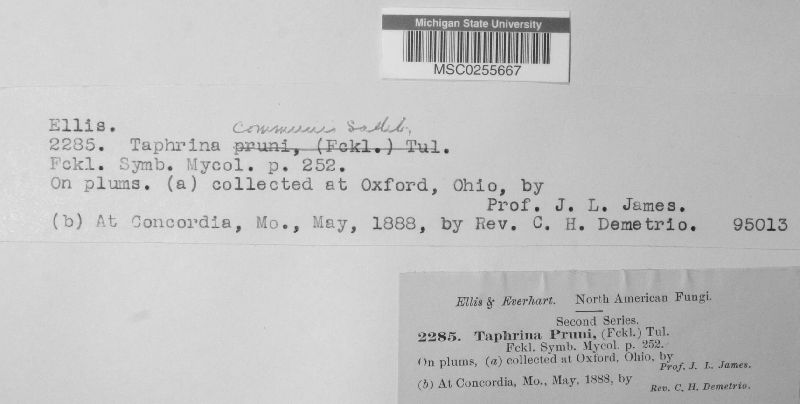 Michigan State University
MSC0255667
Ellis.
communis Sadeb.
2285. Taphrina pruni, (Fckl.) Tul.
Fckl. Symb. Mycol. p. 252.
On plums. (a) collected at Oxford, Ohio, by
Prof. J. L. James.
(b) At Concordia, Mo., May, 1888, by Rev. C. H. Demetrio. 95013
Ellis & Everhart. North American Fungi.
Second Series.
2285. Taphrina Pruni, (Fckl.) Tul.
Fckl. Symb. Mycol. p. 252.
On plums, (a) collected at Oxford, Ohio, by
Prof. J. L. James.
(b) At Concordia, Mo., May, 1888, by
Rev. C. H. Demetrio.